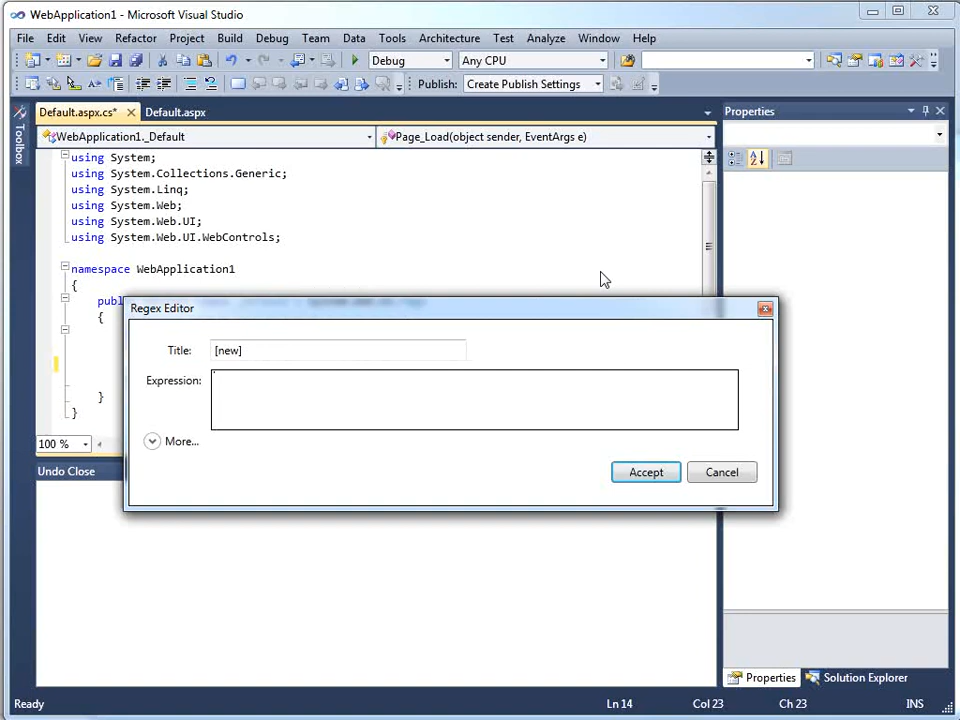 WebApplication1 - Microsoft Visual Studio
File Edit View Refactor Project Build Debug Team Data Tools Architecture Test Analyze Window Help
Debug Any CPU
Publish: Create Publish Settings
Default.aspx.cs* Default.aspx
Properties
Toolbox
WebApplication1._Default Page_Load(object sender, EventArgs e)
using System;
using System.Collections.Generic;
using System.Linq;
using System.Web;
using System.Web.UI;
using System.Web.UI.WebControls;
namespace WebApplication1
{
publ
{
}
}
Regex Editor
Title: [new]
Expression:
More...
Accept Cancel
100 %
Undo Close
Properties Solution Explorer
Ready Ln 14 Col 23 Ch 23 INS